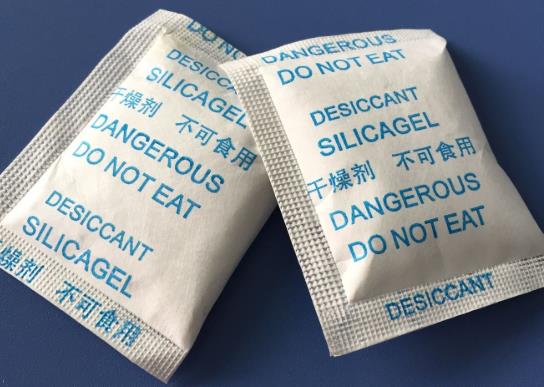 DO NOT
DESICCANT
SILICAGEL
干燥剂 不可食用
DANGEROUS
DO NOT EAT
DESICCANT
SILICAGEL
燥剂 不可食用
DANGEROUS
DO NOT EAT
DESICCANT
SILICAGEL
干燥剂 不可食用
DANGEROUS
DO NOT EAT
DESICCANT